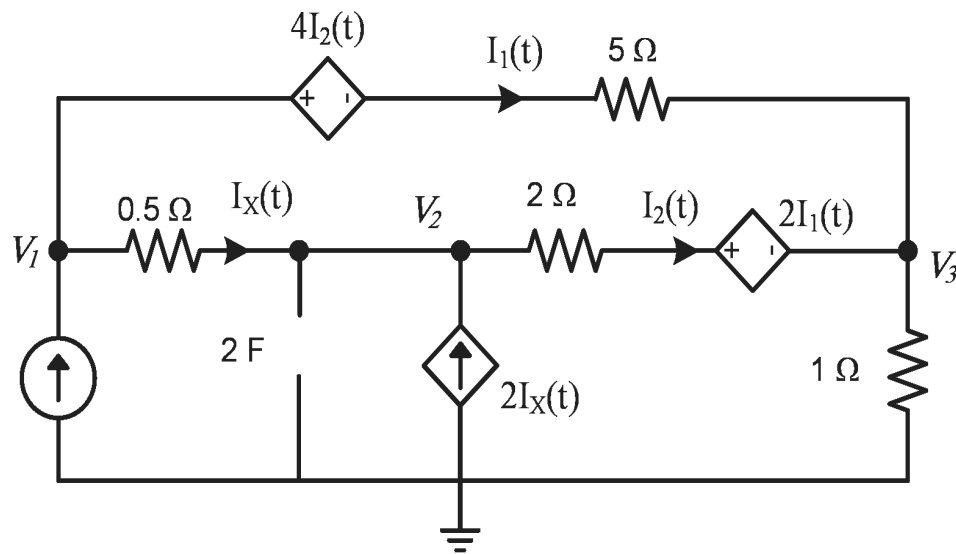 4I₂(t)
I₁(t)
5 Ω
0.5 Ω
Iₓ(t)
V₂
2 Ω
I₂(t)
2I₁(t)
V₁
V₃
+ -
+ -
2 F
2Iₓ(t)
1 Ω